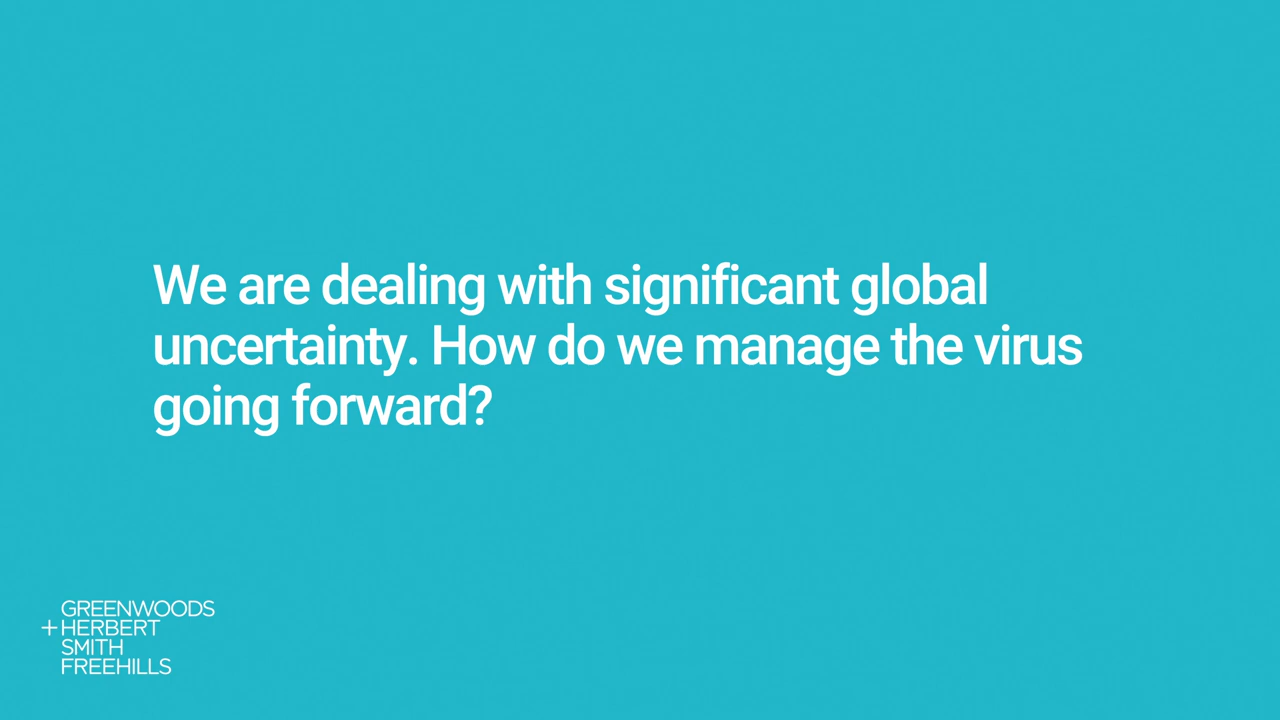 We are dealing with significant global
uncertainty. How do we manage the virus
going forward?
GREENWOODS
+HERBERT
SMITH
FREEHILLS